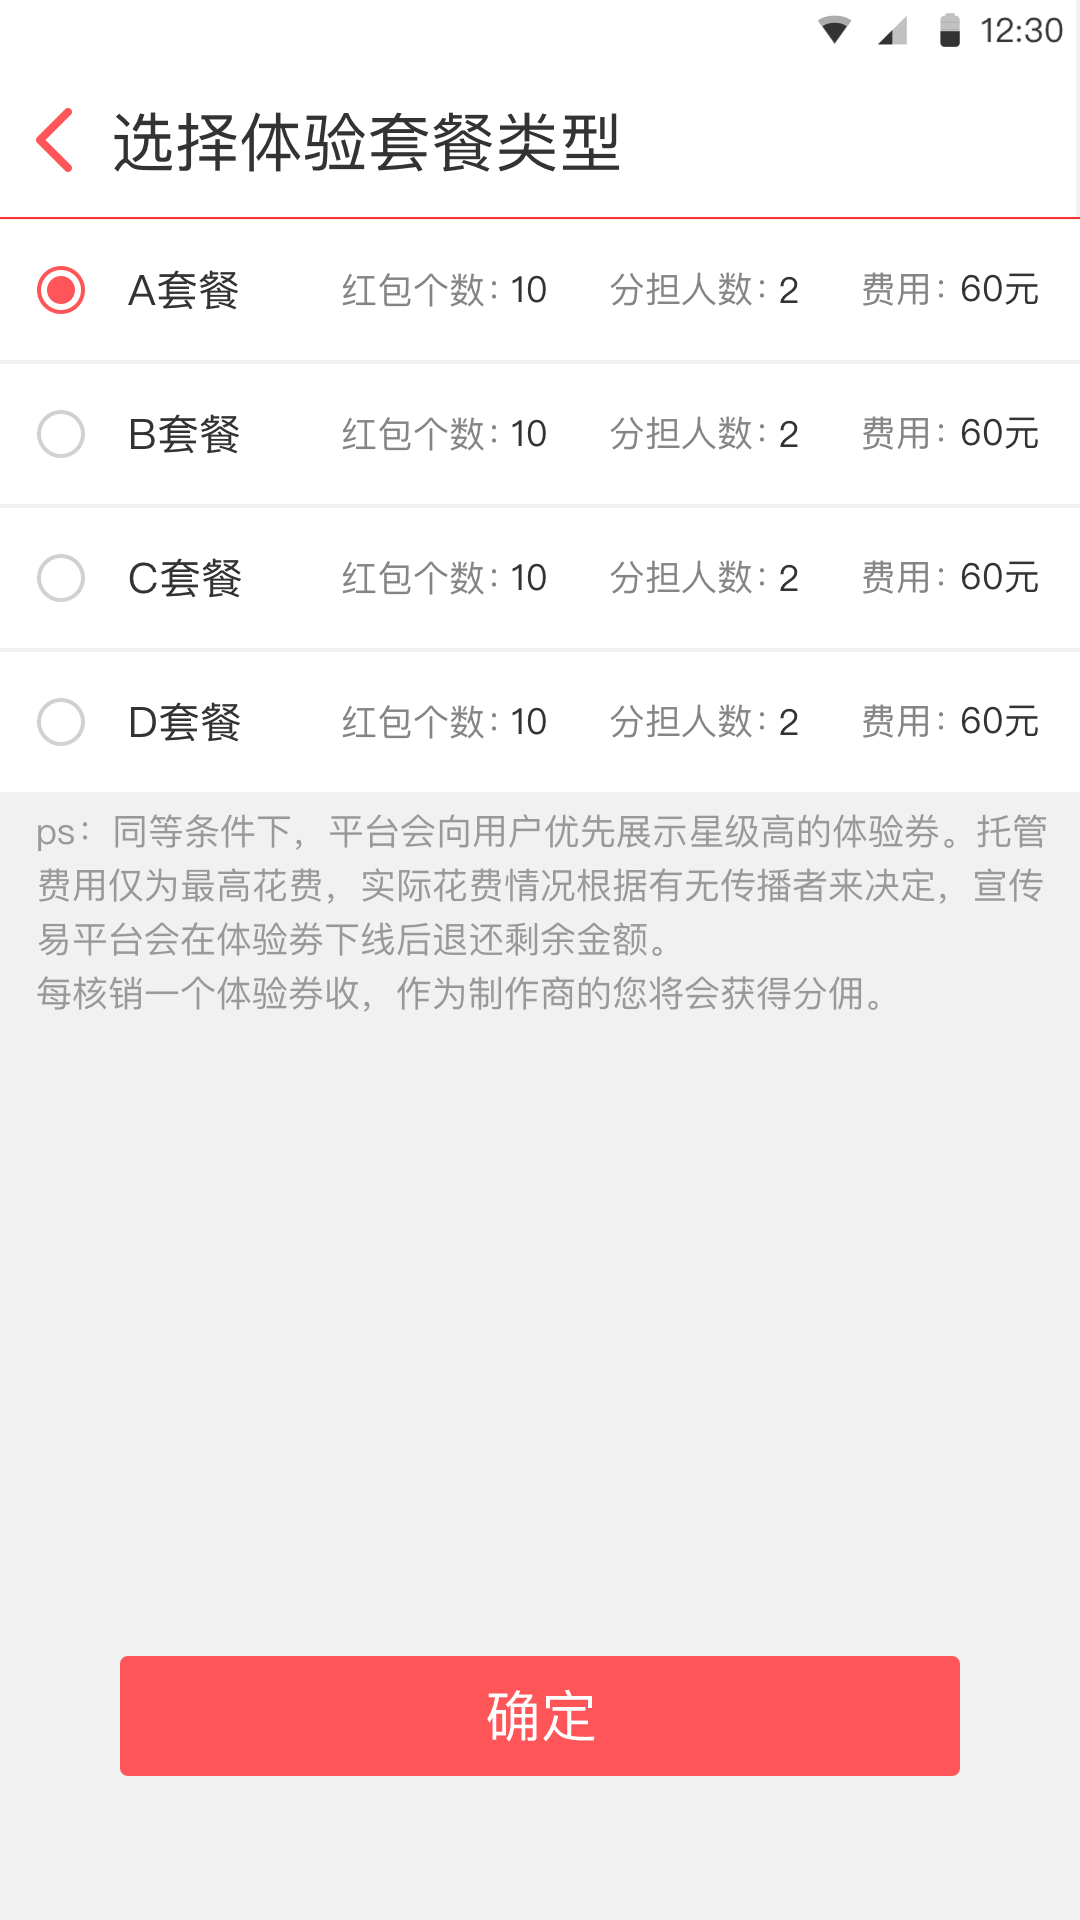 12:30
选择体验套餐类型
A套餐 红包个数：10 分担人数：2 费用：60元
B套餐 红包个数：10 分担人数：2 费用：60元
C套餐 红包个数：10 分担人数：2 费用：60元
D套餐 红包个数：10 分担人数：2 费用：60元
ps：同等条件下，平台会向用户优先展示星级高的体验券。托管
费用仅为最高花费，实际花费情况根据有无传播者来决定，宣传
易平台会在体验券下线后退还剩余金额。
每核销一个体验券收，作为制作商的您将会获得分佣。
确定